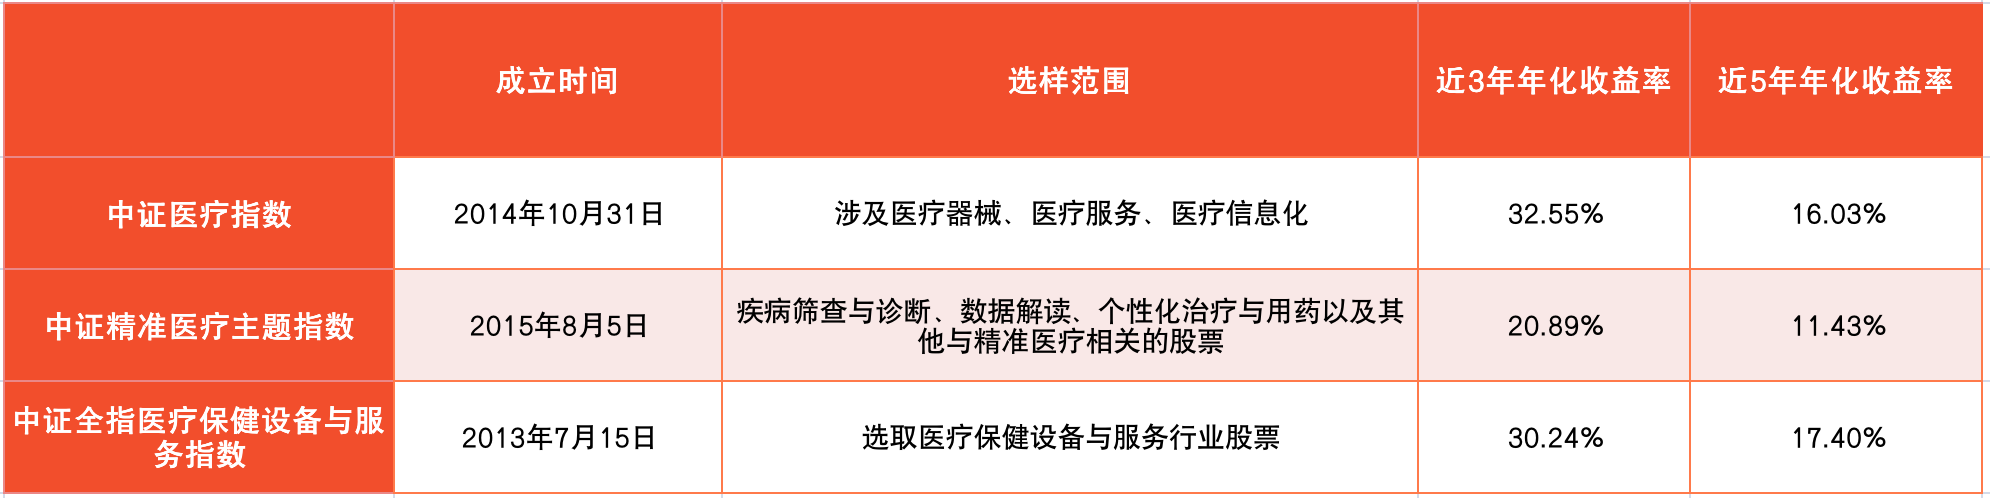 成立时间
选样范围
近3年年化收益率
近5年年化收益率
中证医疗指数
2014年10月31日
涉及医疗器械、医疗服务、医疗信息化
32.55%
16.03%
中证精准医疗主题指数
2015年8月5日
疾病筛查与诊断、数据解读、个性化治疗与用药以及其
他与精准医疗相关的股票
20.89%
11.43%
中证全指医疗保健设备与服
务指数
2013年7月15日
选取医疗保健设备与服务行业股票
30.24%
17.40%